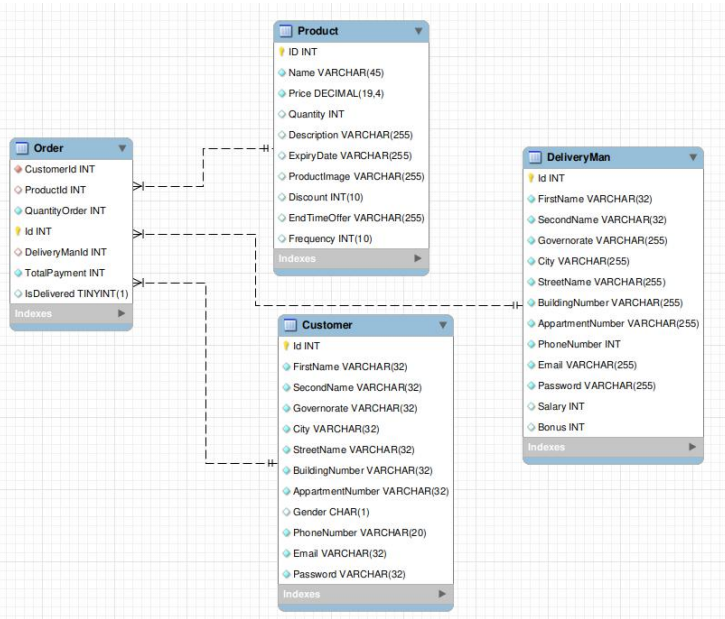 Product
ID INT
Name VARCHAR(45)
Price DECIMAL(19,4)
Quantity INT
Description VARCHAR(255)
ExpiryDate VARCHAR(255)
ProductImage VARCHAR(255)
Discount INT(10)
EndTimeOffer VARCHAR(255)
Frequency INT(10)
Indexes
Order
CustomerId INT
ProductId INT
QuantityOrder INT
Id INT
DeliveryManId INT
TotalPayment INT
IsDelivered TINYINT(1)
Indexes
DeliveryMan
Id INT
FirstName VARCHAR(32)
SecondName VARCHAR(32)
Governorate VARCHAR(255)
City VARCHAR(255)
StreetName VARCHAR(255)
BuildingNumber VARCHAR(255)
AppartmentNumber VARCHAR(255)
PhoneNumber INT
Email VARCHAR(255)
Password VARCHAR(255)
Salary INT
Bonus INT
Indexes
Customer
Id INT
FirstName VARCHAR(32)
SecondName VARCHAR(32)
Governorate VARCHAR(32)
City VARCHAR(32)
StreetName VARCHAR(32)
BuildingNumber VARCHAR(32)
AppartmentNumber VARCHAR(32)
Gender CHAR(1)
PhoneNumber VARCHAR(20)
Email VARCHAR(32)
Password VARCHAR(32)
Indexes